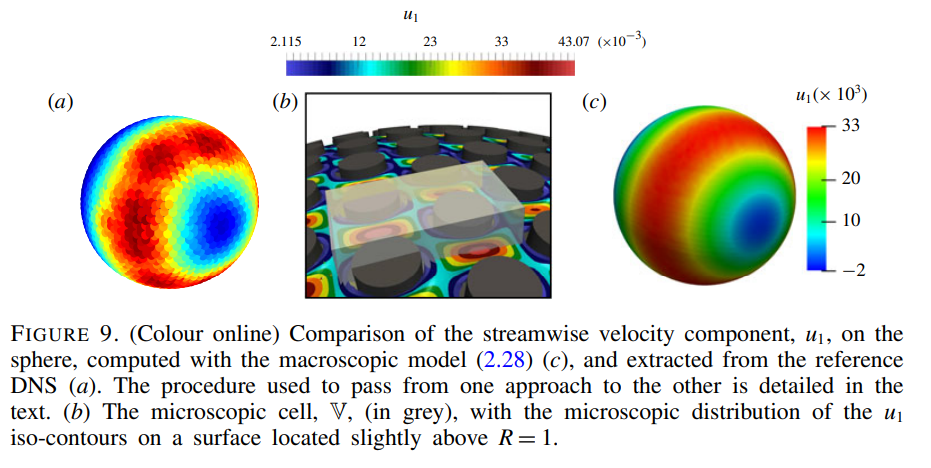 u₁
2.115 12 23 33 43.07 (×10⁻³)
(a) (b) (c) u₁(× 10³)
33
20
10
−2
FIGURE 9. (Colour online) Comparison of the streamwise velocity component, u₁, on the
sphere, computed with the macroscopic model (2.28) (c), and extracted from the reference
DNS (a). The procedure used to pass from one approach to the other is detailed in the
text. (b) The microscopic cell, 𝕍, (in grey), with the microscopic distribution of the u₁
iso-contours on a surface located slightly above R = 1.